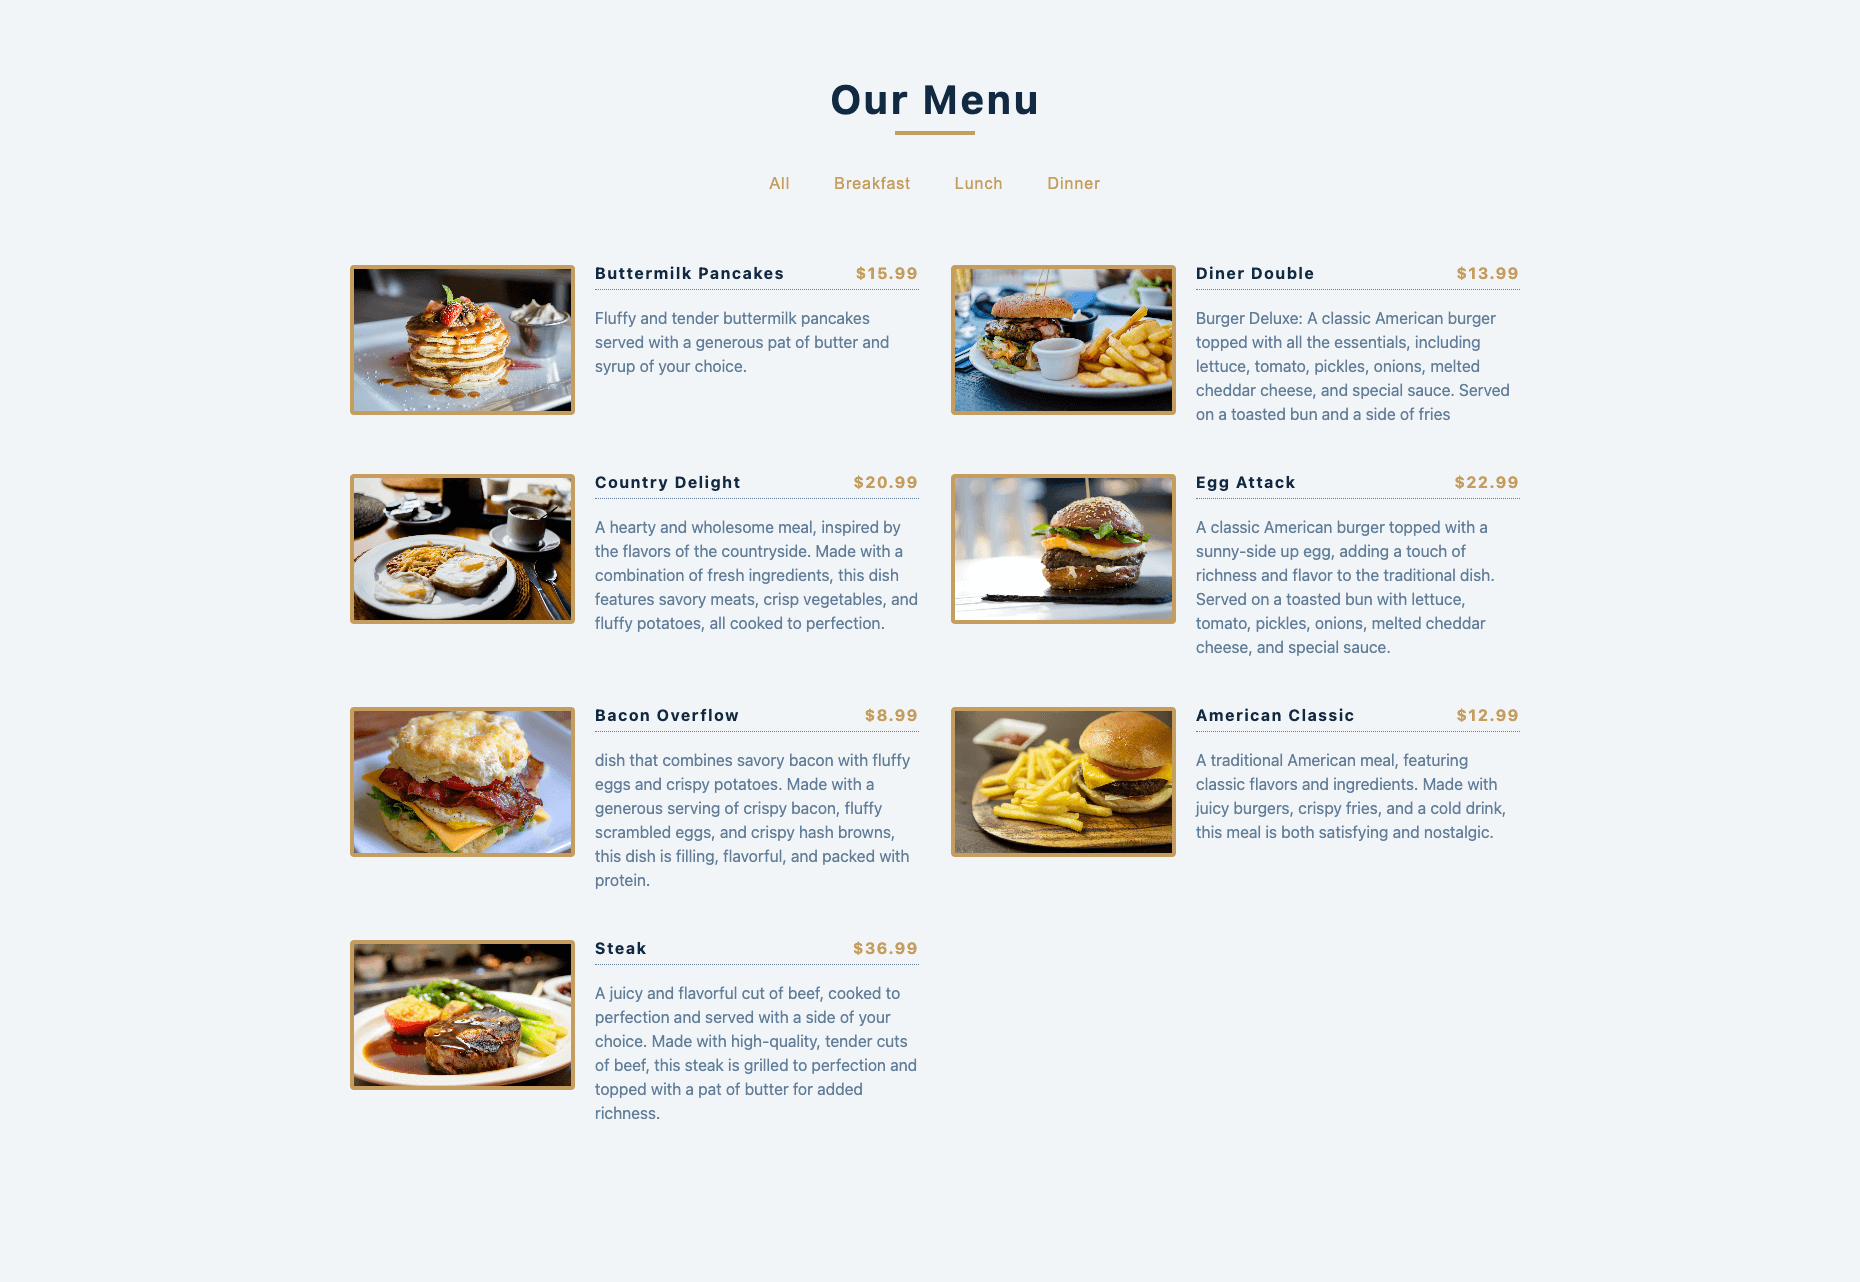 Our Menu
All Breakfast Lunch Dinner
Buttermilk Pancakes $15.99
Fluffy and tender buttermilk pancakes
served with a generous pat of butter and
syrup of your choice.
Diner Double $13.99
Burger Deluxe: A classic American burger
topped with all the essentials, including
lettuce, tomato, pickles, onions, melted
cheddar cheese, and special sauce. Served
on a toasted bun and a side of fries
Country Delight $20.99
A hearty and wholesome meal, inspired by
the flavors of the countryside. Made with a
combination of fresh ingredients, this dish
features savory meats, crisp vegetables, and
fluffy potatoes, all cooked to perfection.
Egg Attack $22.99
A classic American burger topped with a
sunny-side up egg, adding a touch of
richness and flavor to the traditional dish.
Served on a toasted bun with lettuce,
tomato, pickles, onions, melted cheddar
cheese, and special sauce.
Bacon Overflow $8.99
dish that combines savory bacon with fluffy
eggs and crispy potatoes. Made with a
generous serving of crispy bacon, fluffy
scrambled eggs, and crispy hash browns,
this dish is filling, flavorful, and packed with
protein.
American Classic $12.99
A traditional American meal, featuring
classic flavors and ingredients. Made with
juicy burgers, crispy fries, and a cold drink,
this meal is both satisfying and nostalgic.
Steak $36.99
A juicy and flavorful cut of beef, cooked to
perfection and served with a side of your
choice. Made with high-quality, tender cuts
of beef, this steak is grilled to perfection and
topped with a pat of butter for added
richness.